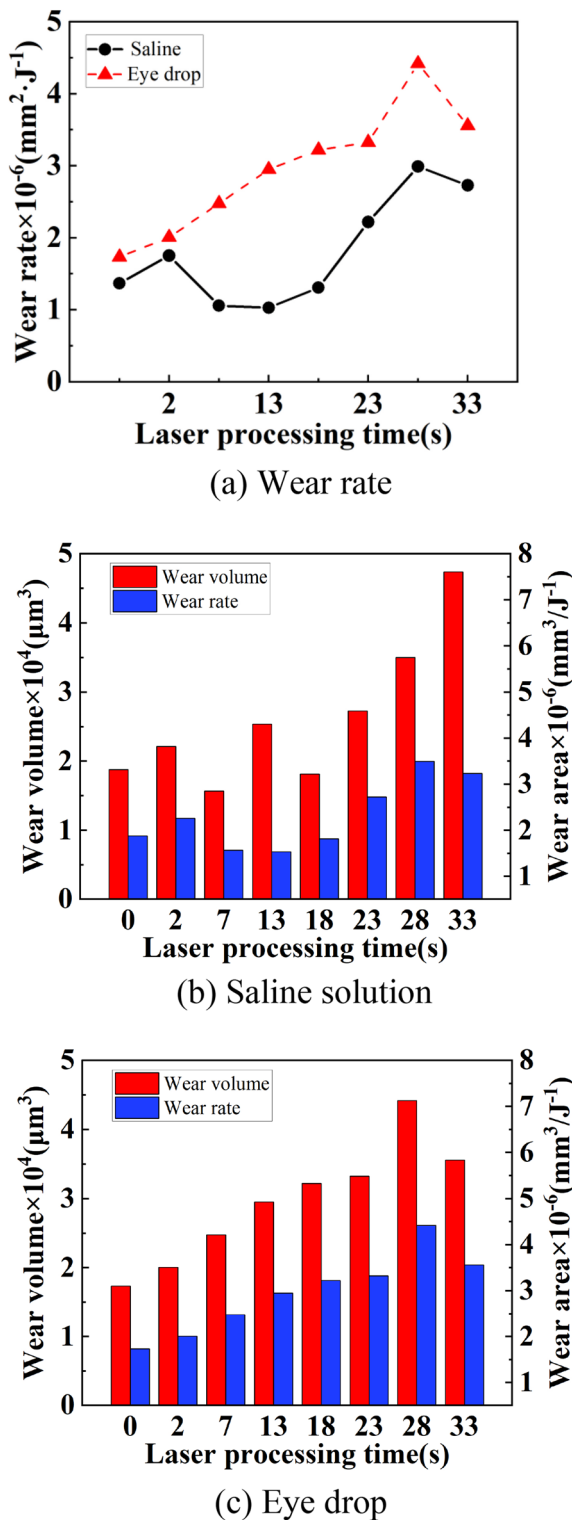 Wear rate×10⁻⁶(mm²·J⁻¹)
6
5
4
3
2
1
0
Saline
Eye drop
2 13 23 33
Laser processing time(s)
(a) Wear rate
Wear volume×10⁴(μm³)
5
4
3
2
1
0
Wear volume
Wear rate
8
7
6
5
4
3
2
1
Wear area×10⁻⁶(mm³/J⁻¹)
0 2 7 13 18 23 28 33
Laser processing time(s)
(b) Saline solution
Wear volume×10⁴(μm³)
5
4
3
2
1
0
Wear volume
Wear rate
8
7
6
5
4
3
2
1
Wear area×10⁻⁶(mm³/J⁻¹)
0 2 7 13 18 23 28 33
Laser processing time(s)
(c) Eye drop